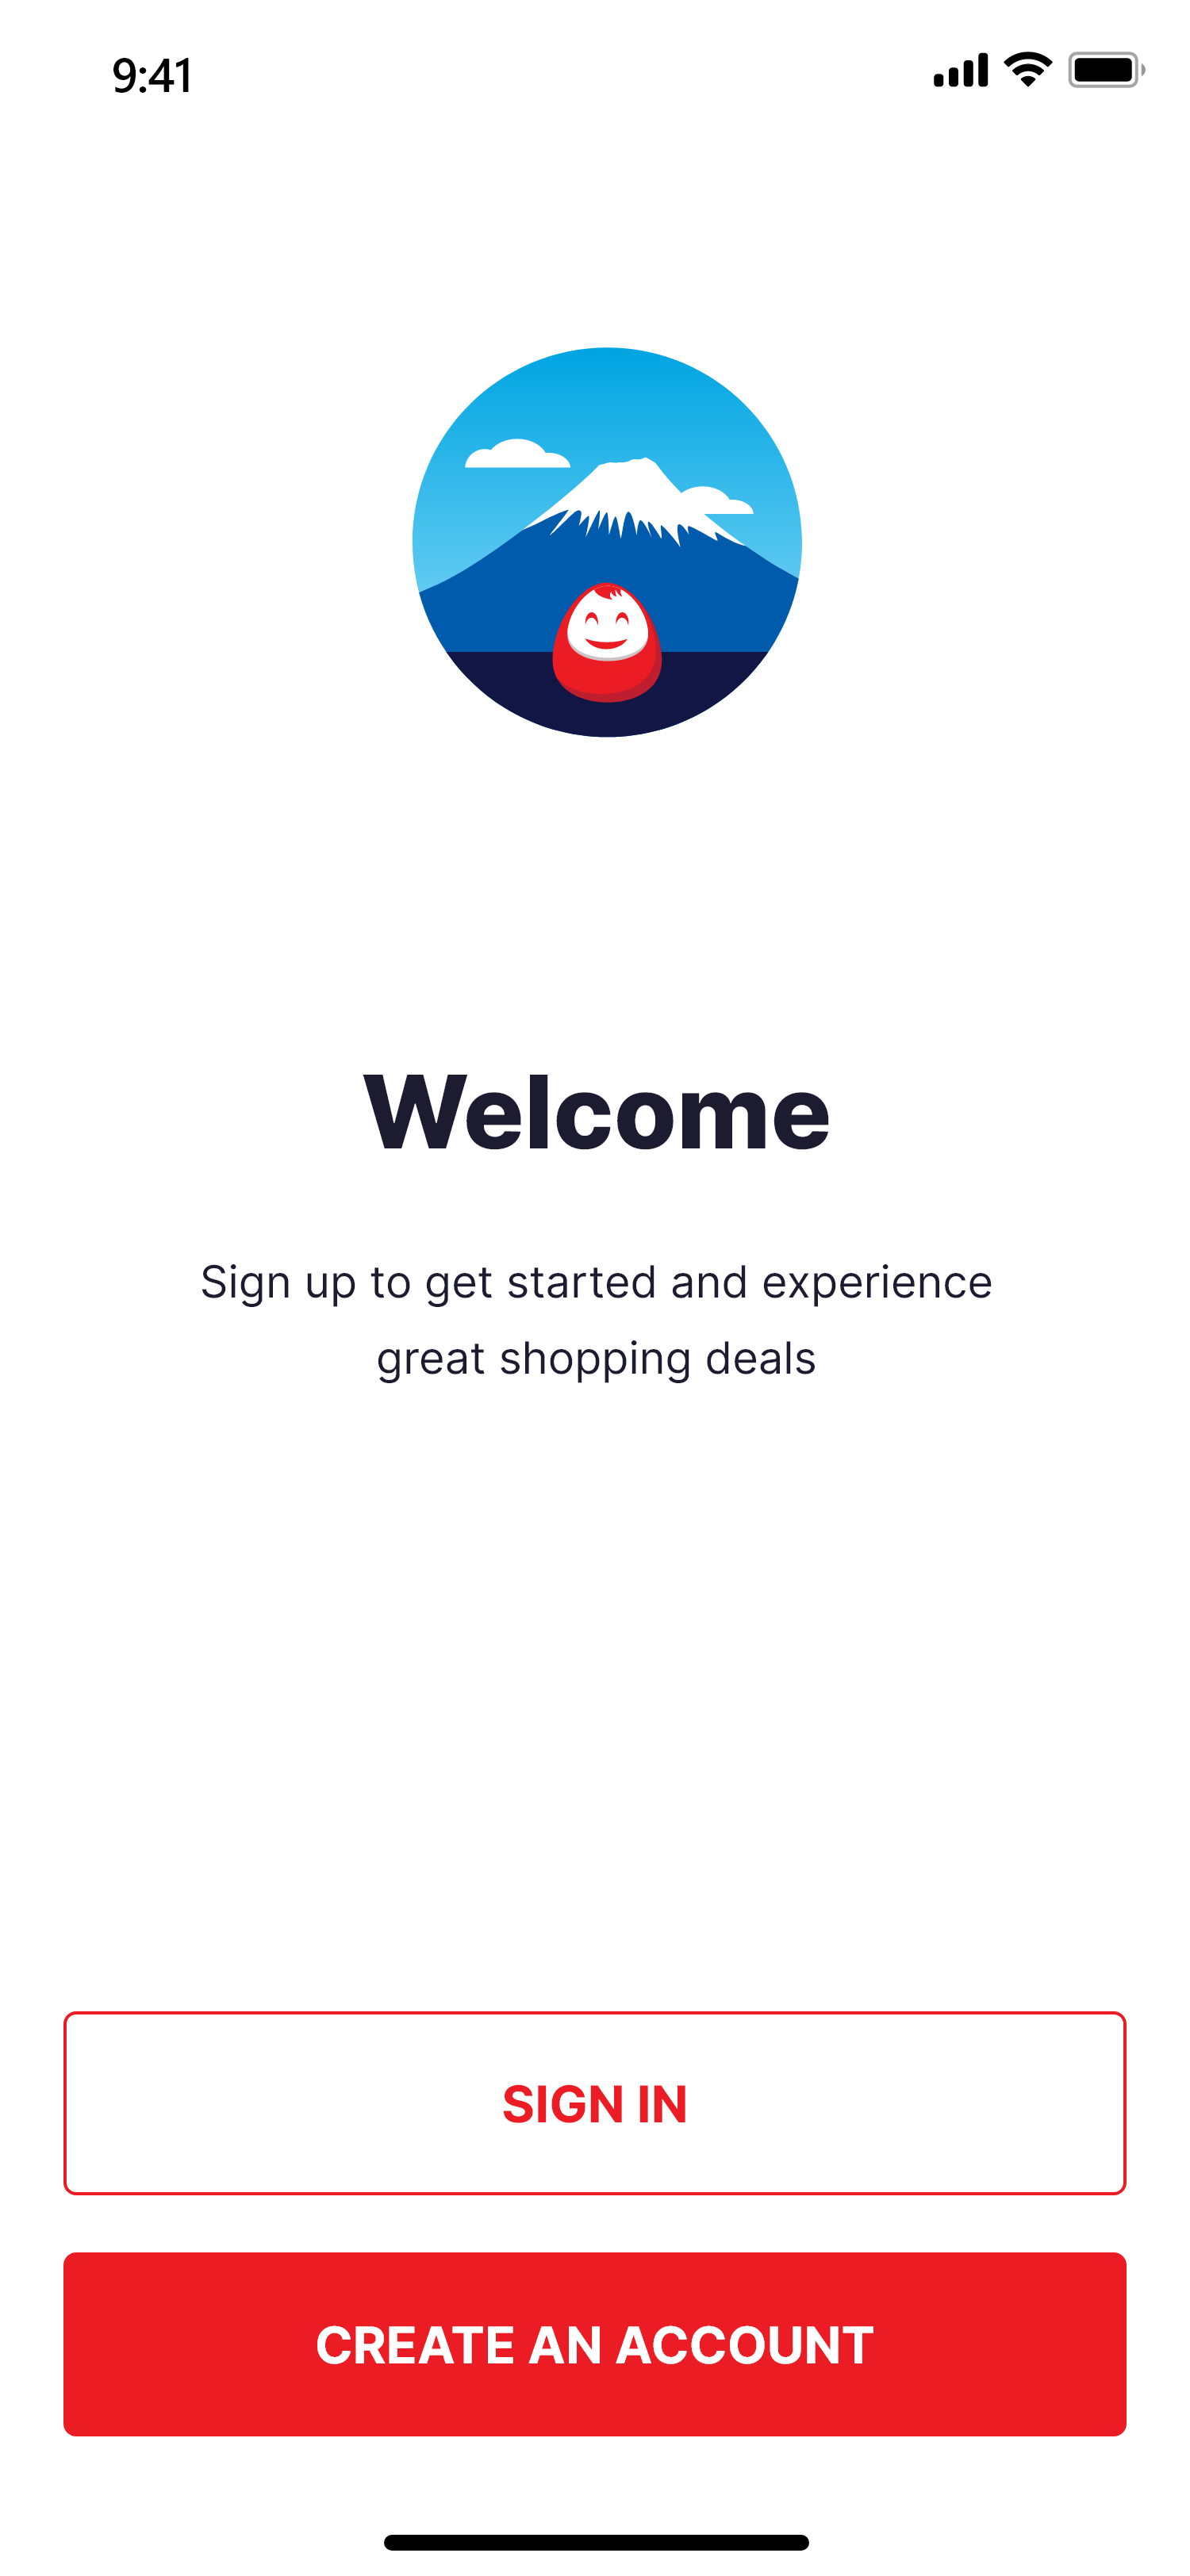 9:41
Welcome
Sign up to get started and experience
great shopping deals
SIGN IN
CREATE AN ACCOUNT